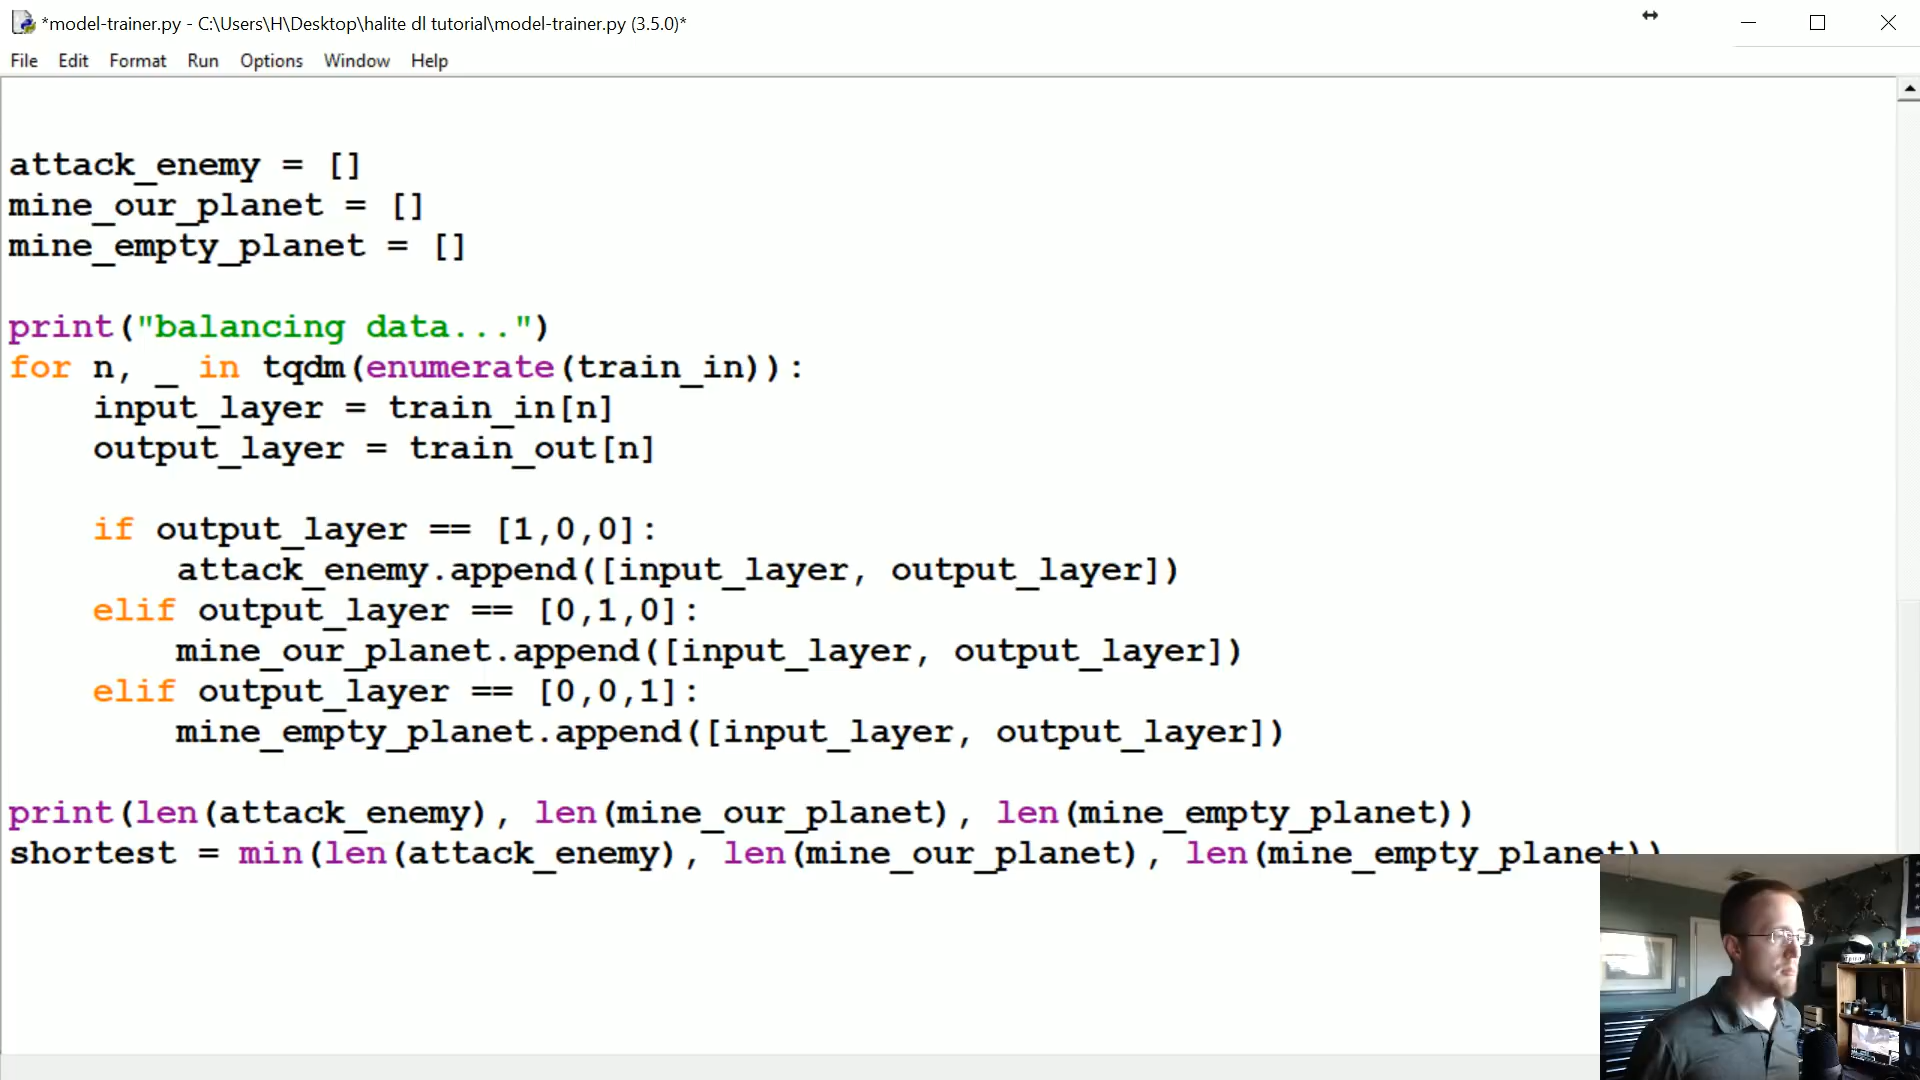 *model-trainer.py - C:\Users\H\Desktop\halite dl tutorial\model-trainer.py (3.5.0)*
File Edit Format Run Options Window Help
attack_enemy = []
mine_our_planet = []
mine_empty_planet = []
print("balancing data...")
for n, _ in tqdm(enumerate(train_in)):
    input_layer = train_in[n]
    output_layer = train_out[n]
    if output_layer == [1,0,0]:
        attack_enemy.append([input_layer, output_layer])
    elif output_layer == [0,1,0]:
        mine_our_planet.append([input_layer, output_layer])
    elif output_layer == [0,0,1]:
        mine_empty_planet.append([input_layer, output_layer])
print(len(attack_enemy), len(mine_our_planet), len(mine_empty_planet))
shortest = min(len(attack_enemy), len(mine_our_planet), len(mine_empty_planet))